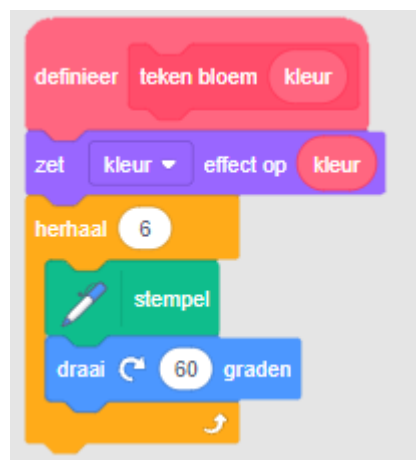 definieer teken bloem kleur
zet kleur effect op kleur
herhaal 6
stempel
draai 60 graden